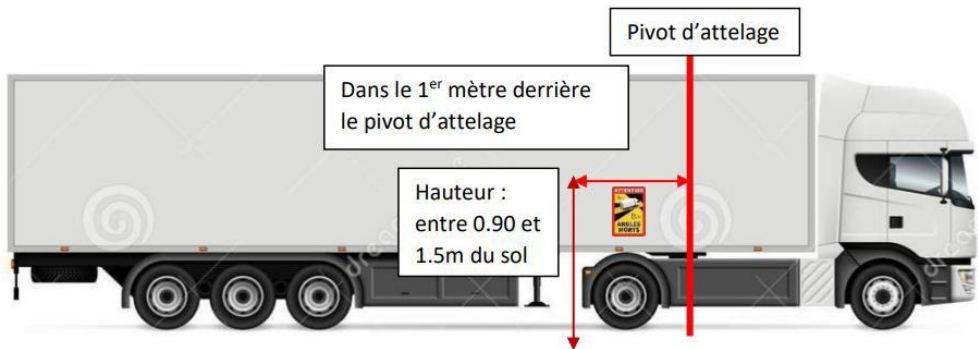 Pivot d'attelage
Dans le 1er mètre derrière
le pivot d'attelage
Hauteur :
entre 0.90 et
1.5m du sol
ATTENTION
ANGLES
MORTS